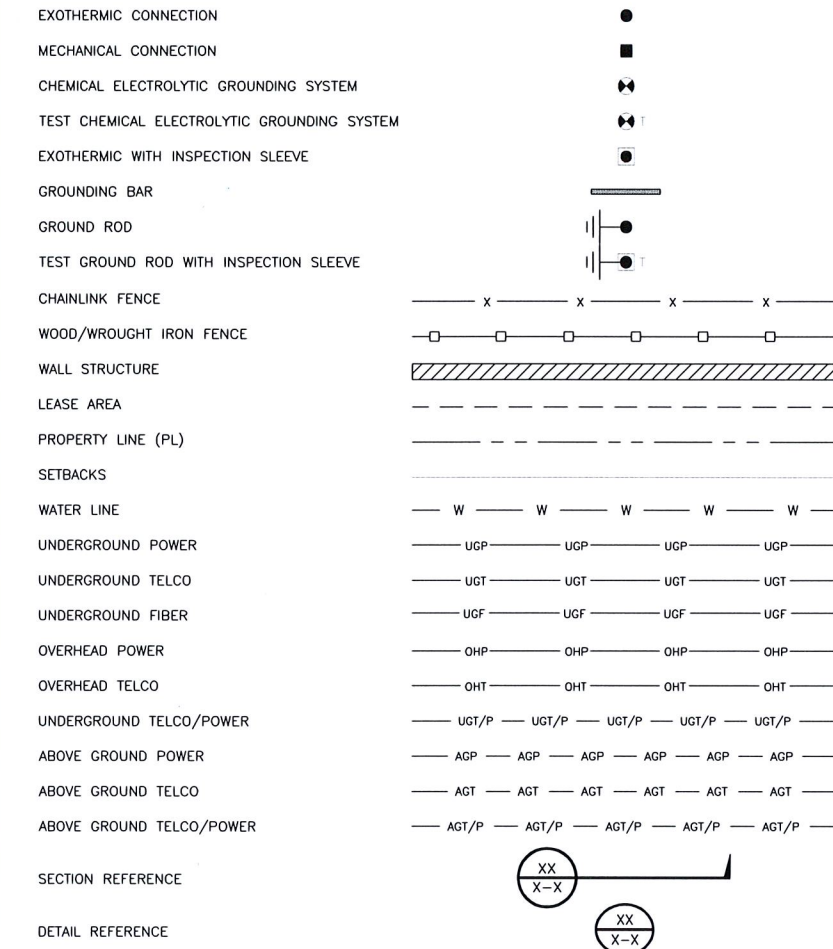 EXOTHERMIC CONNECTION
MECHANICAL CONNECTION
CHEMICAL ELECTROLYTIC GROUNDING SYSTEM
TEST CHEMICAL ELECTROLYTIC GROUNDING SYSTEM T
EXOTHERMIC WITH INSPECTION SLEEVE
GROUNDING BAR
GROUND ROD
TEST GROUND ROD WITH INSPECTION SLEEVE T
CHAINLINK FENCE X X X X
WOOD/WROUGHT IRON FENCE
WALL STRUCTURE
LEASE AREA
PROPERTY LINE (PL)
SETBACKS
WATER LINE W W W W W
UNDERGROUND POWER UGP UGP UGP UGP
UNDERGROUND TELCO UGT UGT UGT UGT
UNDERGROUND FIBER UGF UGF UGF UGF
OVERHEAD POWER OHP OHP OHP OHP
OVERHEAD TELCO OHT OHT OHT OHT
UNDERGROUND TELCO/POWER UGT/P UGT/P UGT/P UGT/P UGT/P
ABOVE GROUND POWER AGP AGP AGP AGP AGP AGP
ABOVE GROUND TELCO AGT AGT AGT AGT AGT AGT
ABOVE GROUND TELCO/POWER AGT/P AGT/P AGT/P AGT/P AGT/P
SECTION REFERENCE
XX
X-X
DETAIL REFERENCE
XX
X-X